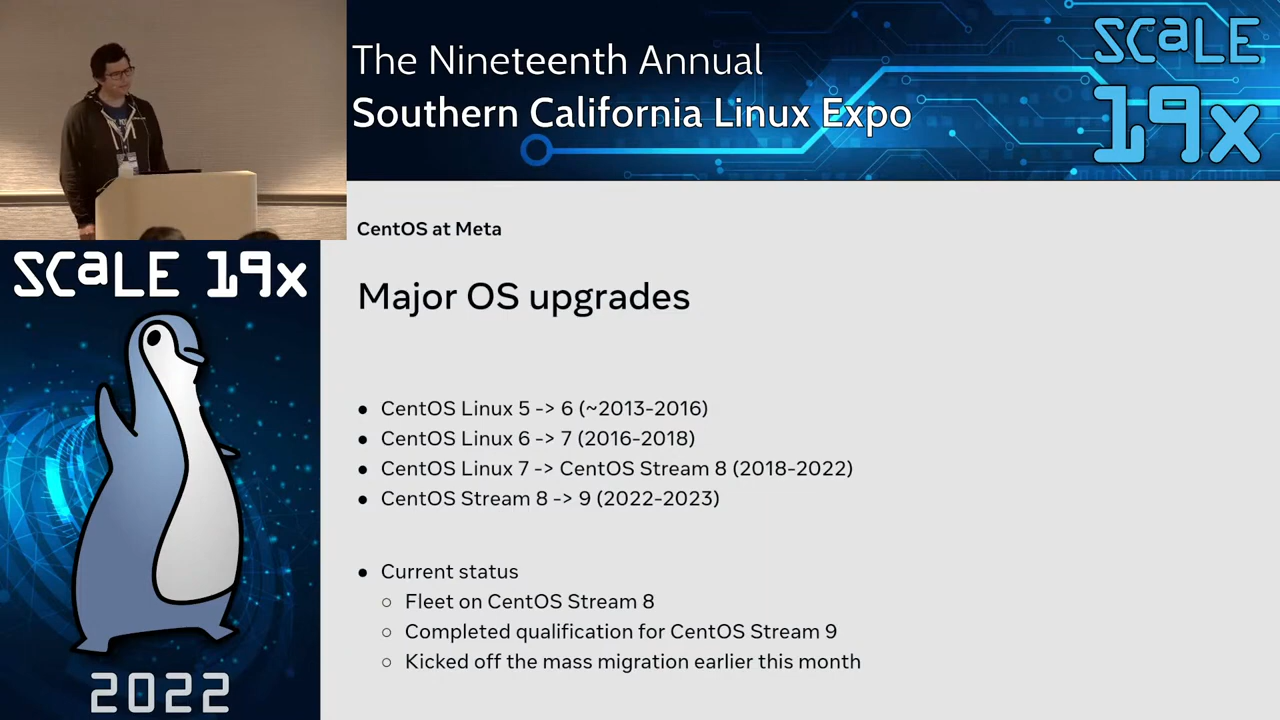 The Nineteenth Annual
Southern California Linux Expo
SCaLE
19x
SCaLE 19x
2022
CentOS at Meta
Major OS upgrades
● CentOS Linux 5 -> 6 (~2013-2016)
● CentOS Linux 6 -> 7 (2016-2018)
● CentOS Linux 7 -> CentOS Stream 8 (2018-2022)
● CentOS Stream 8 -> 9 (2022-2023)
● Current status
○ Fleet on CentOS Stream 8
○ Completed qualification for CentOS Stream 9
○ Kicked off the mass migration earlier this month